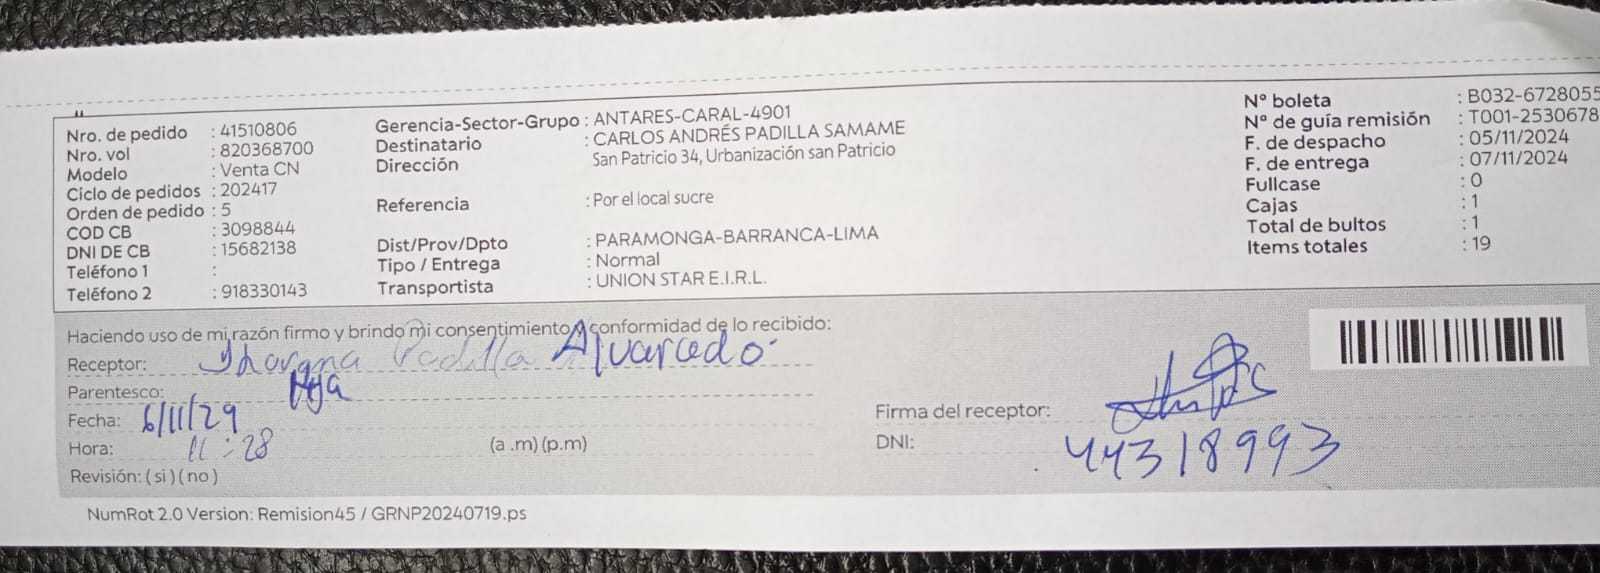 Nro. de pedido : 41510806
Nro. vol : 820368700
Modelo : Venta CN
Ciclo de pedidos : 202417
Orden de pedido : 5
COD CB : 3098844
DNI DE CB : 15682138
Teléfono 1 :
Teléfono 2 : 918330143
Gerencia-Sector-Grupo : ANTARES-CARAL-4901
Destinatario : CARLOS ANDRÉS PADILLA SAMAME
Dirección San Patricio 34, Urbanización san Patricio
Referencia : Por el local sucre
Dist/Prov/Dpto : PARAMONGA-BARRANCA-LIMA
Tipo / Entrega : Normal
Transportista : UNION STAR E.I.R.L.
N° boleta : B032-6728055
N° de guía remisión : T001-2530678
F. de despacho : 05/11/2024
F. de entrega : 07/11/2024
Fullcase : 0
Cajas : 1
Total de bultos : 1
Items totales : 19
Haciendo uso de mi razón firmo y brindo mi consentimiento y conformidad de lo recibido:
Receptor: Padilla Alvarado
Parentesco: Hija
Fecha: 6/11/29
Hora: 11:28 (a .m) (p.m)
Revisión: ( si ) ( no )
Firma del receptor:
DNI: 44318993
NumRot 2.0 Version: Remision45 / GRNP20240719.ps